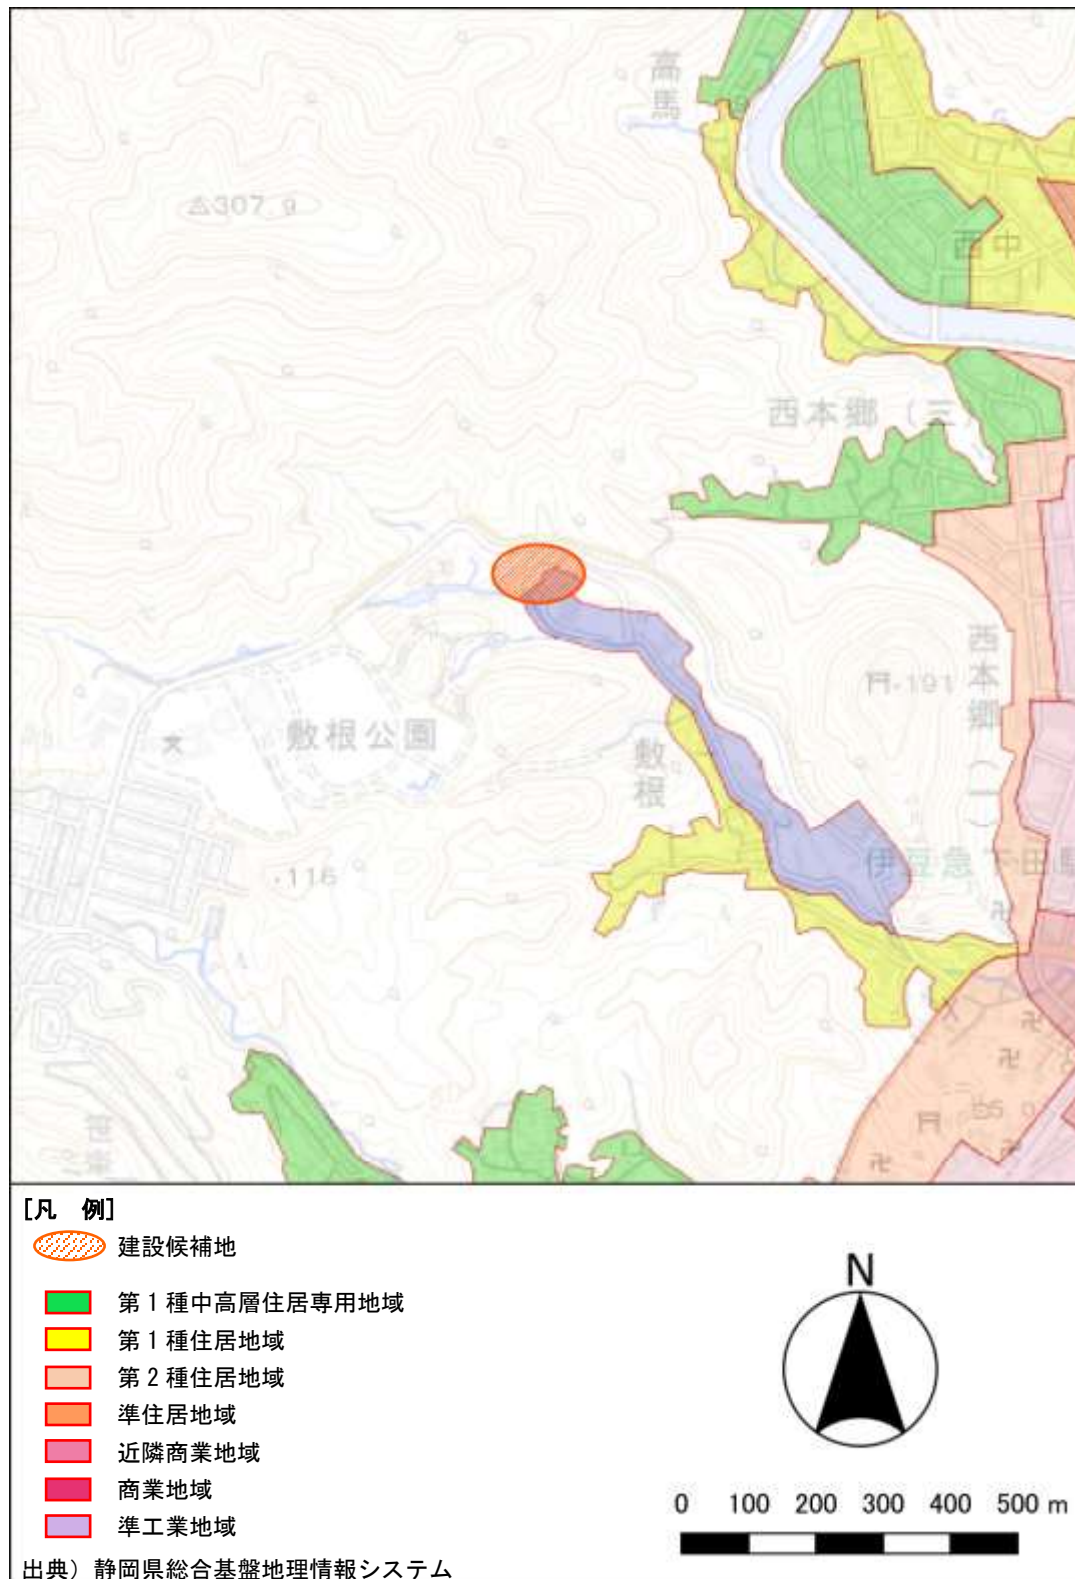 高馬
307.9
西中
西本郷（三）
西本郷（一）
191
敷根公園
敷根
伊豆急下田駅
116
55.0
[凡　例]
建設候補地
第１種中高層住居専用地域
第１種住居地域
第２種住居地域
準住居地域
近隣商業地域
商業地域
準工業地域
N
0　100　200　300　400　500 m
出典）静岡県総合基盤地理情報システム